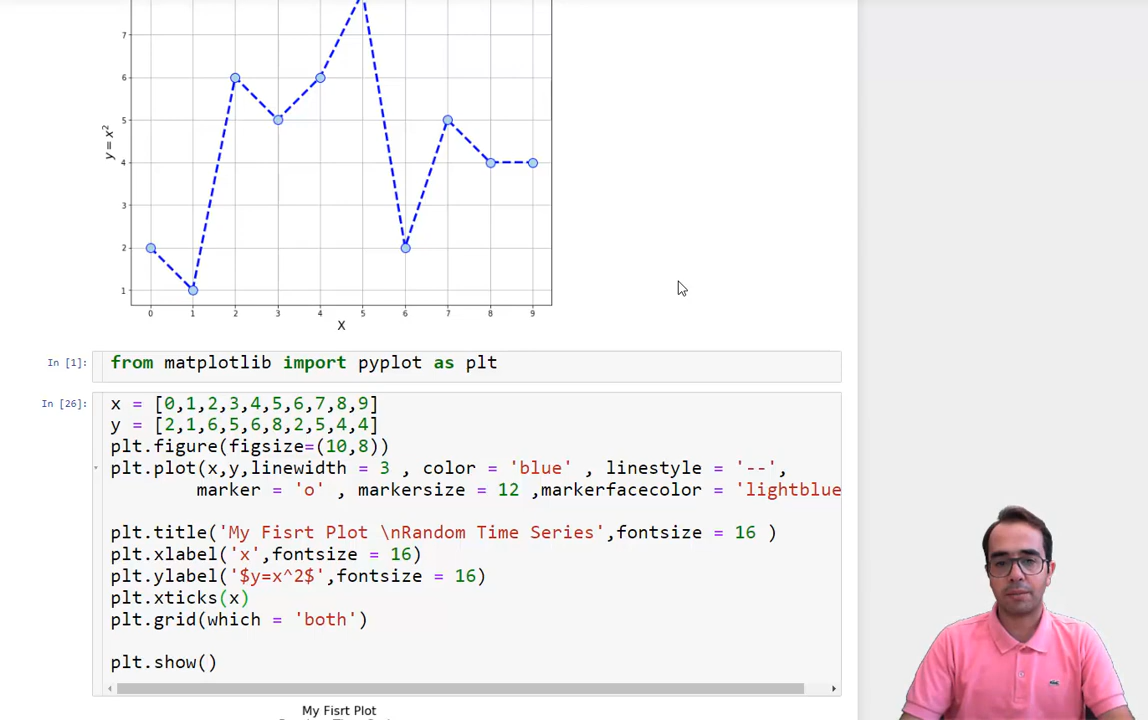 7
6
5
4
3
2
1
y = x²
0 1 2 3 4 5 6 7 8 9
X
In [1]: from matplotlib import pyplot as plt
In [26]: x = [0,1,2,3,4,5,6,7,8,9]
y = [2,1,6,5,6,8,2,5,4,4]
plt.figure(figsize=(10,8))
plt.plot(x,y,linewidth = 3 , color = 'blue' , linestyle = '--',
marker = 'o' , markersize = 12 ,markerfacecolor = 'lightblue
plt.title('My Fisrt Plot \nRandom Time Series',fontsize = 16 )
plt.xlabel('x',fontsize = 16)
plt.ylabel('$y=x^2$',fontsize = 16)
plt.xticks(x)
plt.grid(which = 'both')
plt.show()
My Fisrt Plot